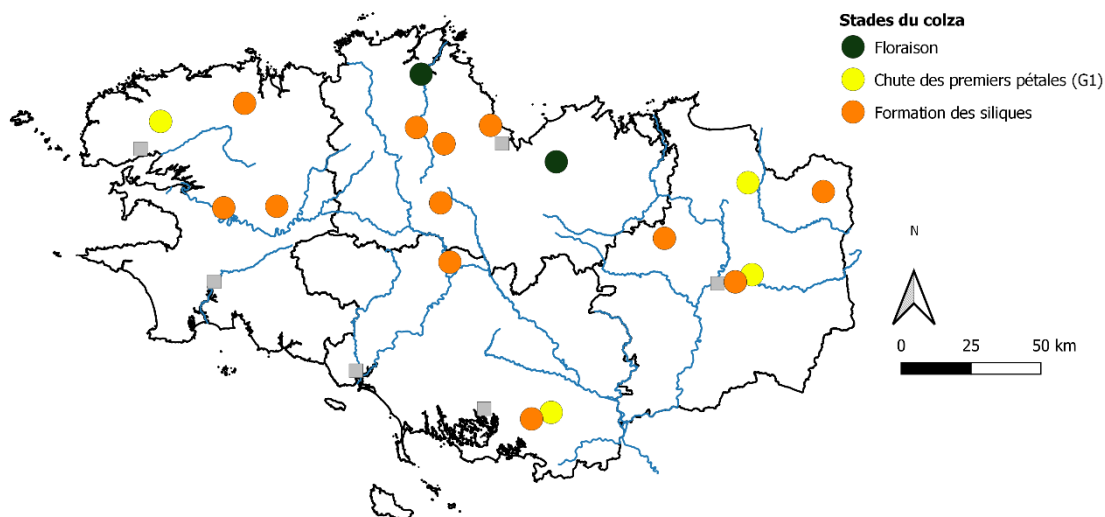 Stades du colza
Floraison
Chute des premiers pétales (G1)
Formation des siliques
N
0 25 50 km